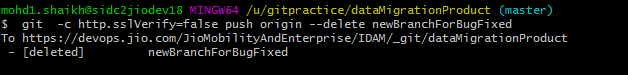 mohd1.shaikh@sidc2jiodev18 MINGW64 /u/gitpractice/dataMigrationProduct (master)
$ git -c http.sslVerify=false push origin --delete newBranchForBugFixed
To https://devops.jio.com/JioMobilityAndEnterprise/IDAM/_git/dataMigrationProduct
 - [deleted]         newBranchForBugFixed